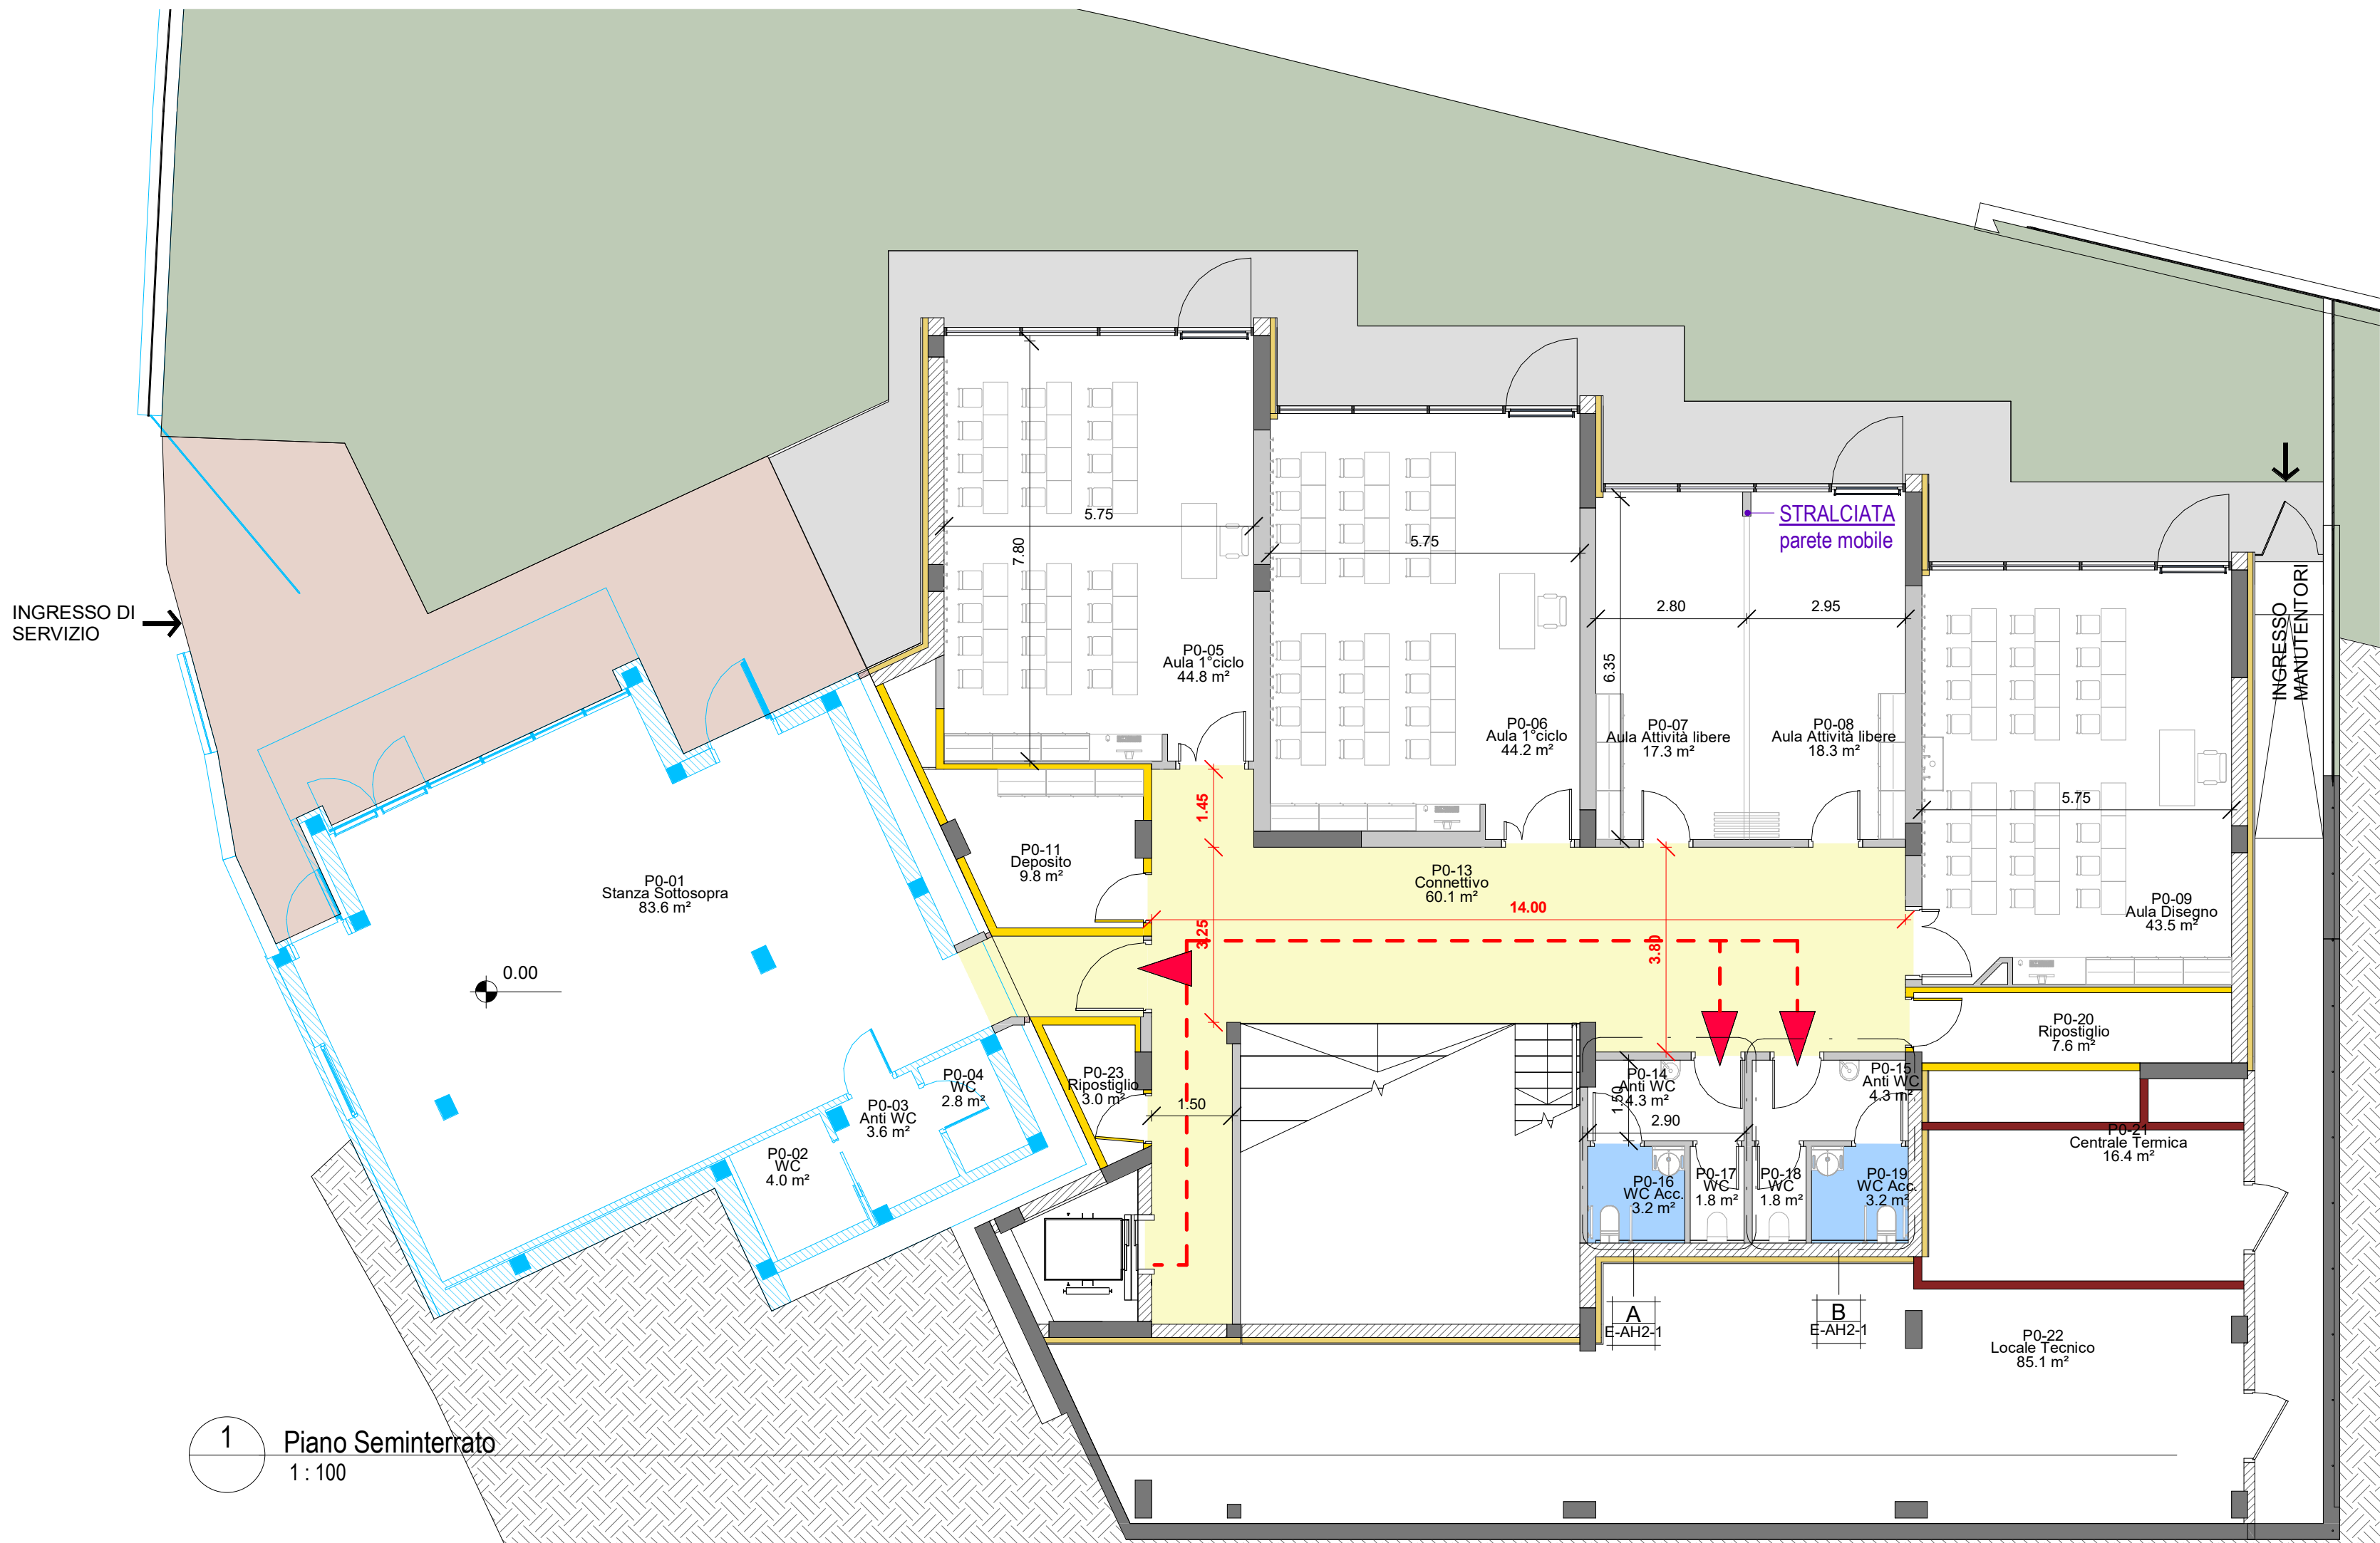 INGRESSO DI
SERVIZIO
INGRESSO
MANUTENTORI
STRALCIATA
parete mobile
5.75
7.80
P0-05
Aula 1°ciclo
44.8 m²
5.75
P0-06
Aula 1°ciclo
44.2 m²
2.80
2.95
6.35
P0-07
Aula Attività libere
17.3 m²
P0-08
Aula Attività libere
18.3 m²
5.75
P0-09
Aula Disegno
43.5 m²
P0-11
Deposito
9.8 m²
1.45
3.25
P0-13
Connettivo
60.1 m²
14.00
3.80
P0-01
Stanza Sottosopra
83.6 m²
0.00
P0-20
Ripostiglio
7.6 m²
P0-04
WC
2.8 m²
P0-03
Anti WC
3.6 m²
P0-02
WC
4.0 m²
P0-23
Ripostiglio
3.0 m²
1.50
P0-14
Anti WC
4.3 m²
1.50
2.90
P0-15
Anti WC
4.3 m²
P0-16
WC Acc.
3.2 m²
P0-17
WC
1.8 m²
P0-18
WC
1.8 m²
P0-19
WC Acc.
3.2 m²
P0-21
Centrale Termica
16.4 m²
A
E-AH2-1
B
E-AH2-1
P0-22
Locale Tecnico
85.1 m²
1
Piano Seminterrato
1 : 100